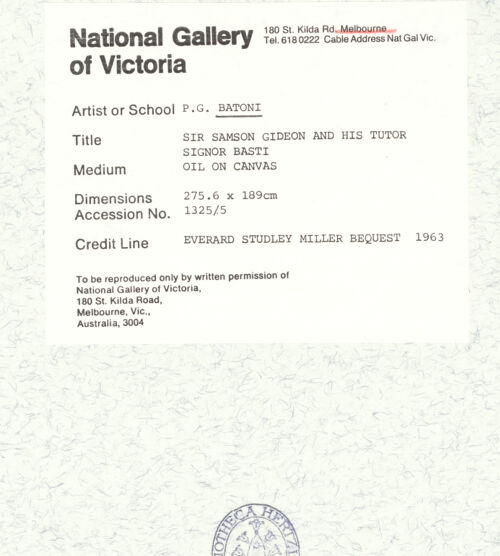 National Gallery 180 St. Kilda Rd. Melbourne
of Victoria Tel. 618 0222 Cable Address Nat Gal Vic.
Artist or School P.G. BATONI
Title SIR SAMSON GIDEON AND HIS TUTOR
SIGNOR BASTI
Medium OIL ON CANVAS
Dimensions 275.6 x 189cm
Accession No. 1325/5
Credit Line EVERARD STUDLEY MILLER BEQUEST 1963
To be reproduced only by written permission of
National Gallery of Victoria,
180 St. Kilda Road,
Melbourne, Vic.,
Australia, 3004